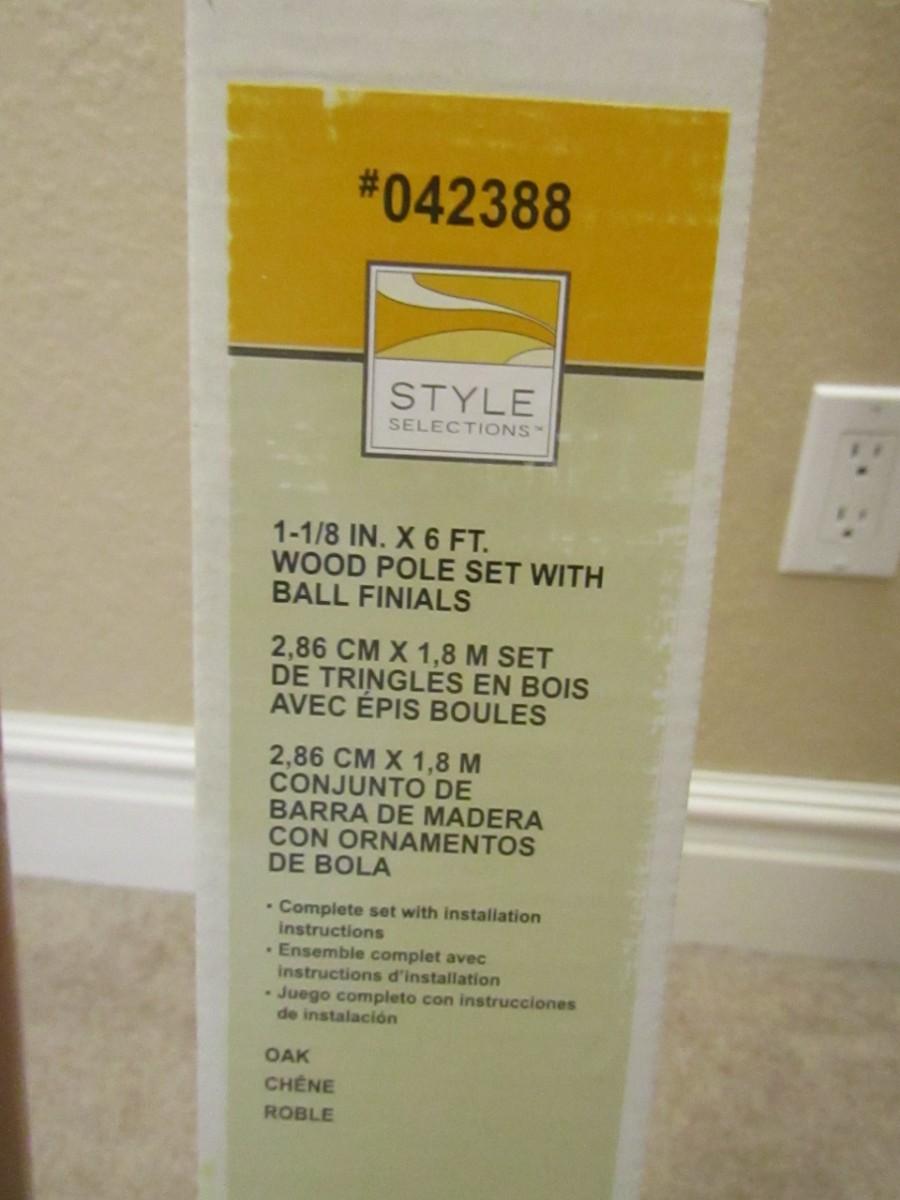 #042388
STYLE
SELECTIONS™
1-1/8 IN. X 6 FT.
WOOD POLE SET WITH
BALL FINIALS
2,86 CM X 1,8 M SET
DE TRINGLES EN BOIS
AVEC ÉPIS BOULES
2,86 CM X 1,8 M
CONJUNTO DE
BARRA DE MADERA
CON ORNAMENTOS
DE BOLA
• Complete set with installation
instructions
• Ensemble complet avec
instructions d'installation
• Juego completo con instrucciones
de instalación
OAK
CHÊNE
ROBLE